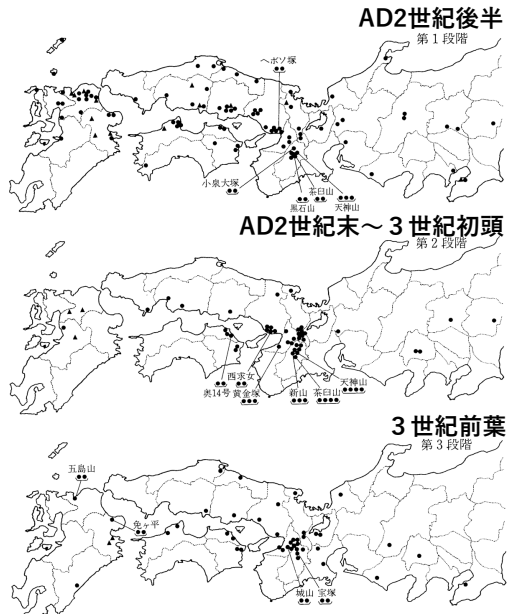 AD2世紀後半
第1段階
ヘボソ塚
小泉大塚
茶臼山
黒石山
天神山
AD2世紀末～3世紀初頭
第2段階
西求女
奥14号
黄金塚
新山
茶臼山
天神山
3世紀前葉
第3段階
五島山
免ヶ平
城山
宝塚